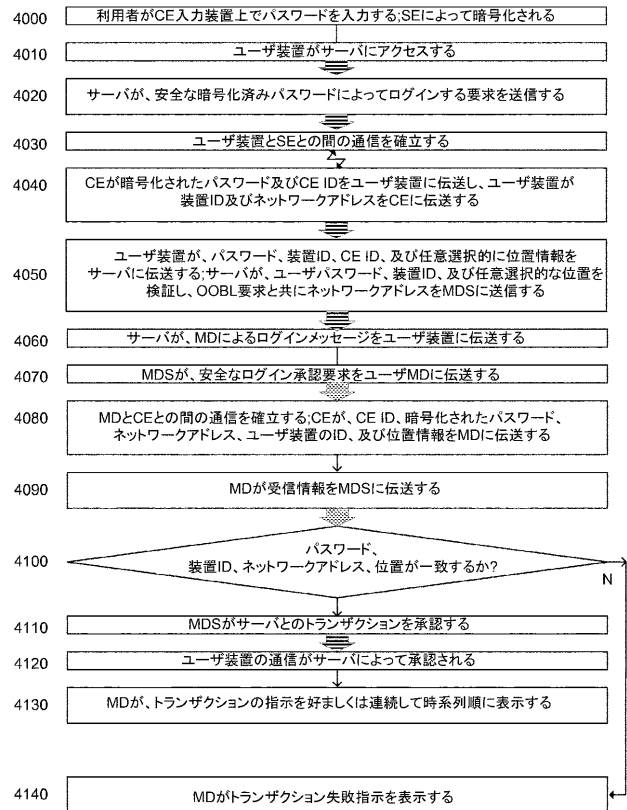 4000 利用者がCE入力装置上でパスワードを入力する;SEによって暗号化される
4010 ユーザ装置がサーバにアクセスする
4020 サーバが、安全な暗号化済みパスワードによってログインする要求を送信する
4030 ユーザ装置とSEとの間の通信を確立する
4040 CEが暗号化されたパスワード及びCE IDをユーザ装置に伝送し、ユーザ装置が
装置ID及びネットワークアドレスをCEに伝送する
4050 ユーザ装置が、パスワード、装置ID、CE ID、及び任意選択的に位置情報を
サーバに伝送する;サーバが、ユーザパスワード、装置ID、及び任意選択的な位置を
検証し、OOBL要求と共にネットワークアドレスをMDSに送信する
4060 サーバが、MDによるログインメッセージをユーザ装置に伝送する
4070 MDSが、安全なログイン承認要求をユーザMDに伝送する
4080 MDとCEとの間の通信を確立する;CEが、CE ID、暗号化されたパスワード、
ネットワークアドレス、ユーザ装置のID、及び位置情報をMDに伝送する
4090 MDが受信情報をMDSに伝送する
4100 パスワード、
装置ID、ネットワークアドレス、位置が一致するか?
N
4110 MDSがサーバとのトランザクションを承認する
4120 ユーザ装置の通信がサーバによって承認される
4130 MDが、トランザクションの指示を好ましくは連続して時系列順に表示する
4140 MDがトランザクション失敗指示を表示する